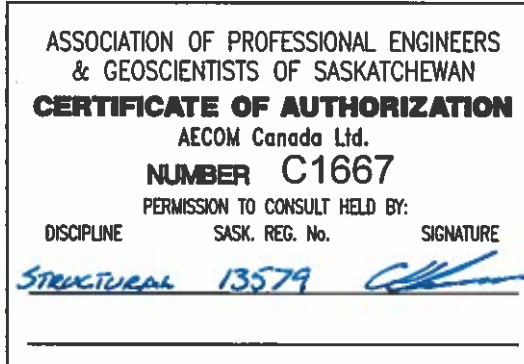 ASSOCIATION OF PROFESSIONAL ENGINEERS
& GEOSCIENTISTS OF SASKATCHEWAN
CERTIFICATE OF AUTHORIZATION
AECOM Canada Ltd.
NUMBER C1667
PERMISSION TO CONSULT HELD BY:
DISCIPLINE SASK. REG. No. SIGNATURE
STRUCTURAL 13579